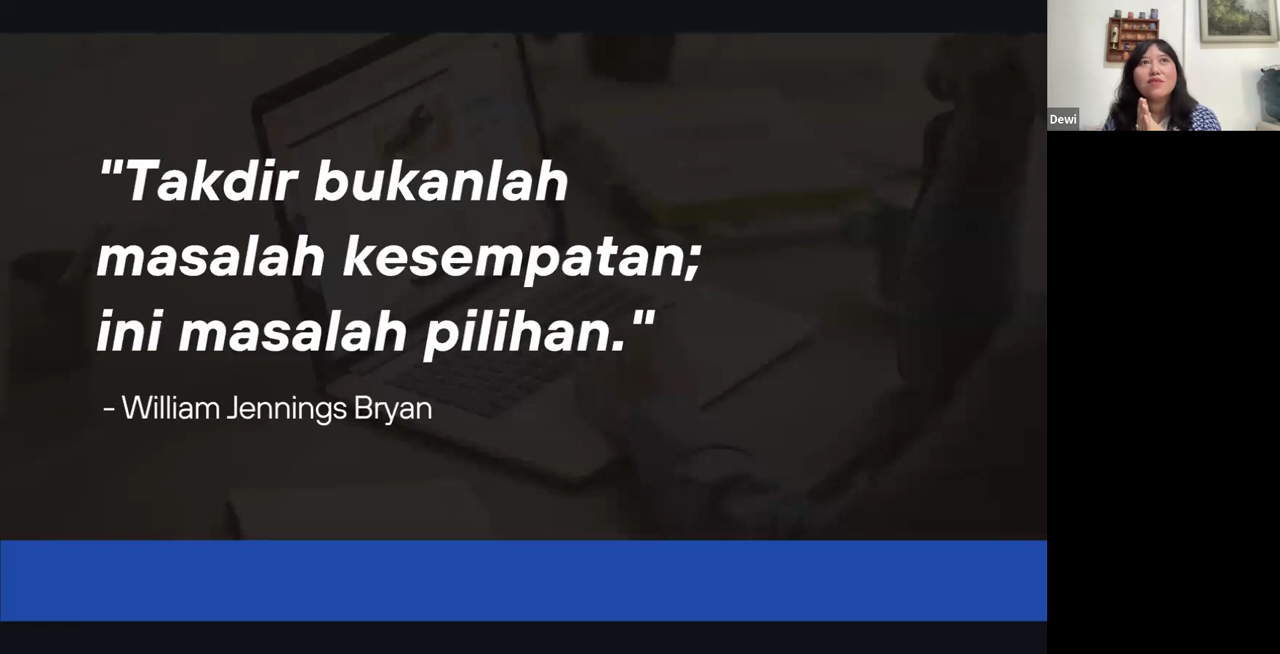 "Takdir bukanlah
masalah kesempatan;
ini masalah pilihan."
- William Jennings Bryan
Dewi